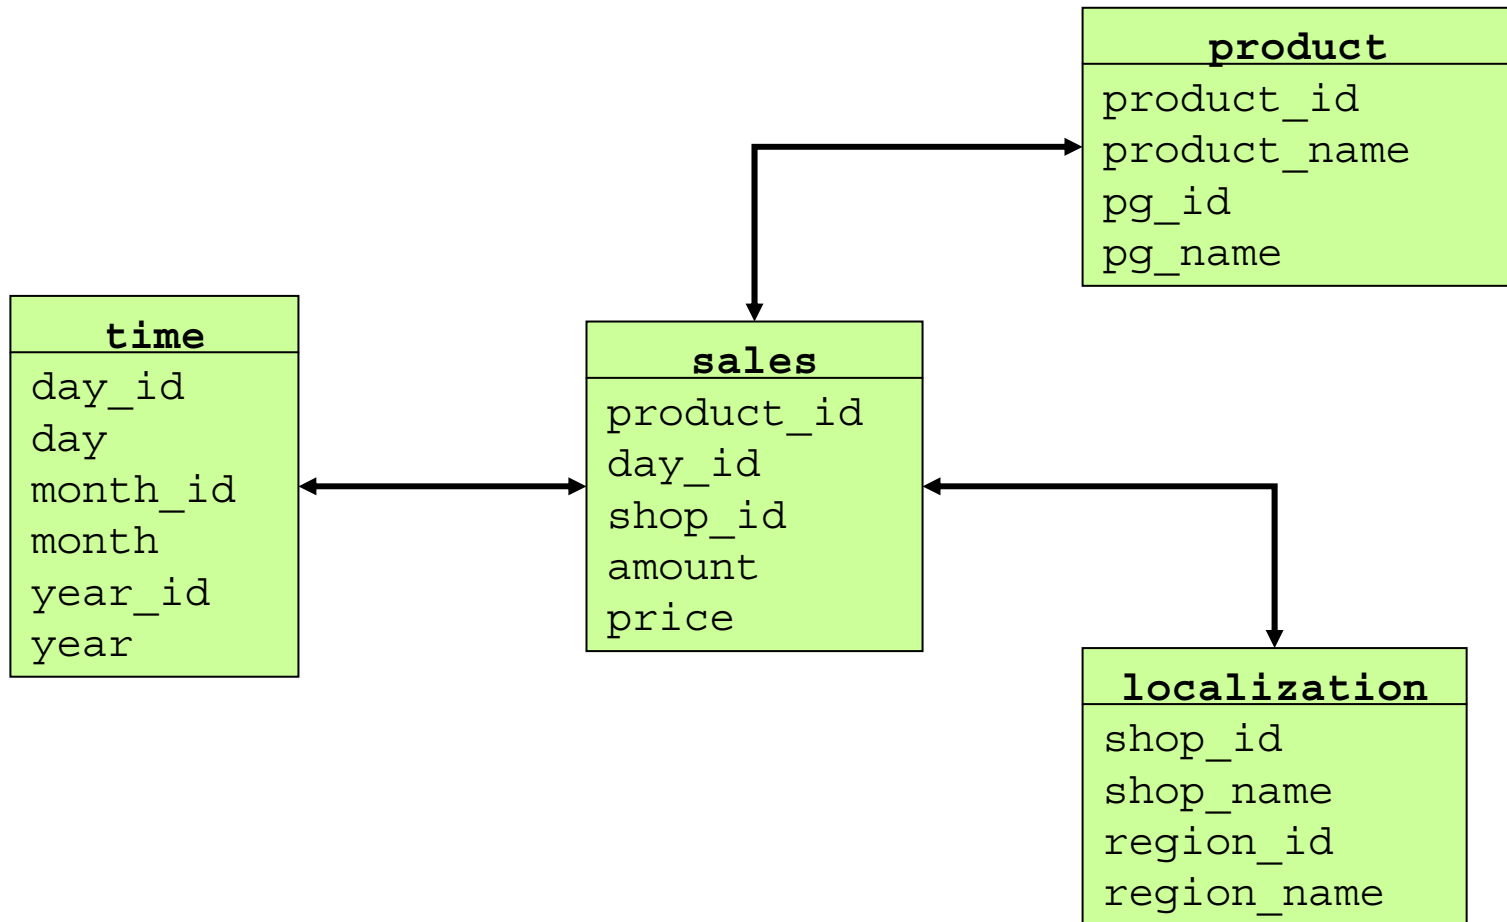 product
product_id
product_name
pg_id
pg_name
time
day_id
day
month_id
month
year_id
year
sales
product_id
day_id
shop_id
amount
price
localization
shop_id
shop_name
region_id
region_name